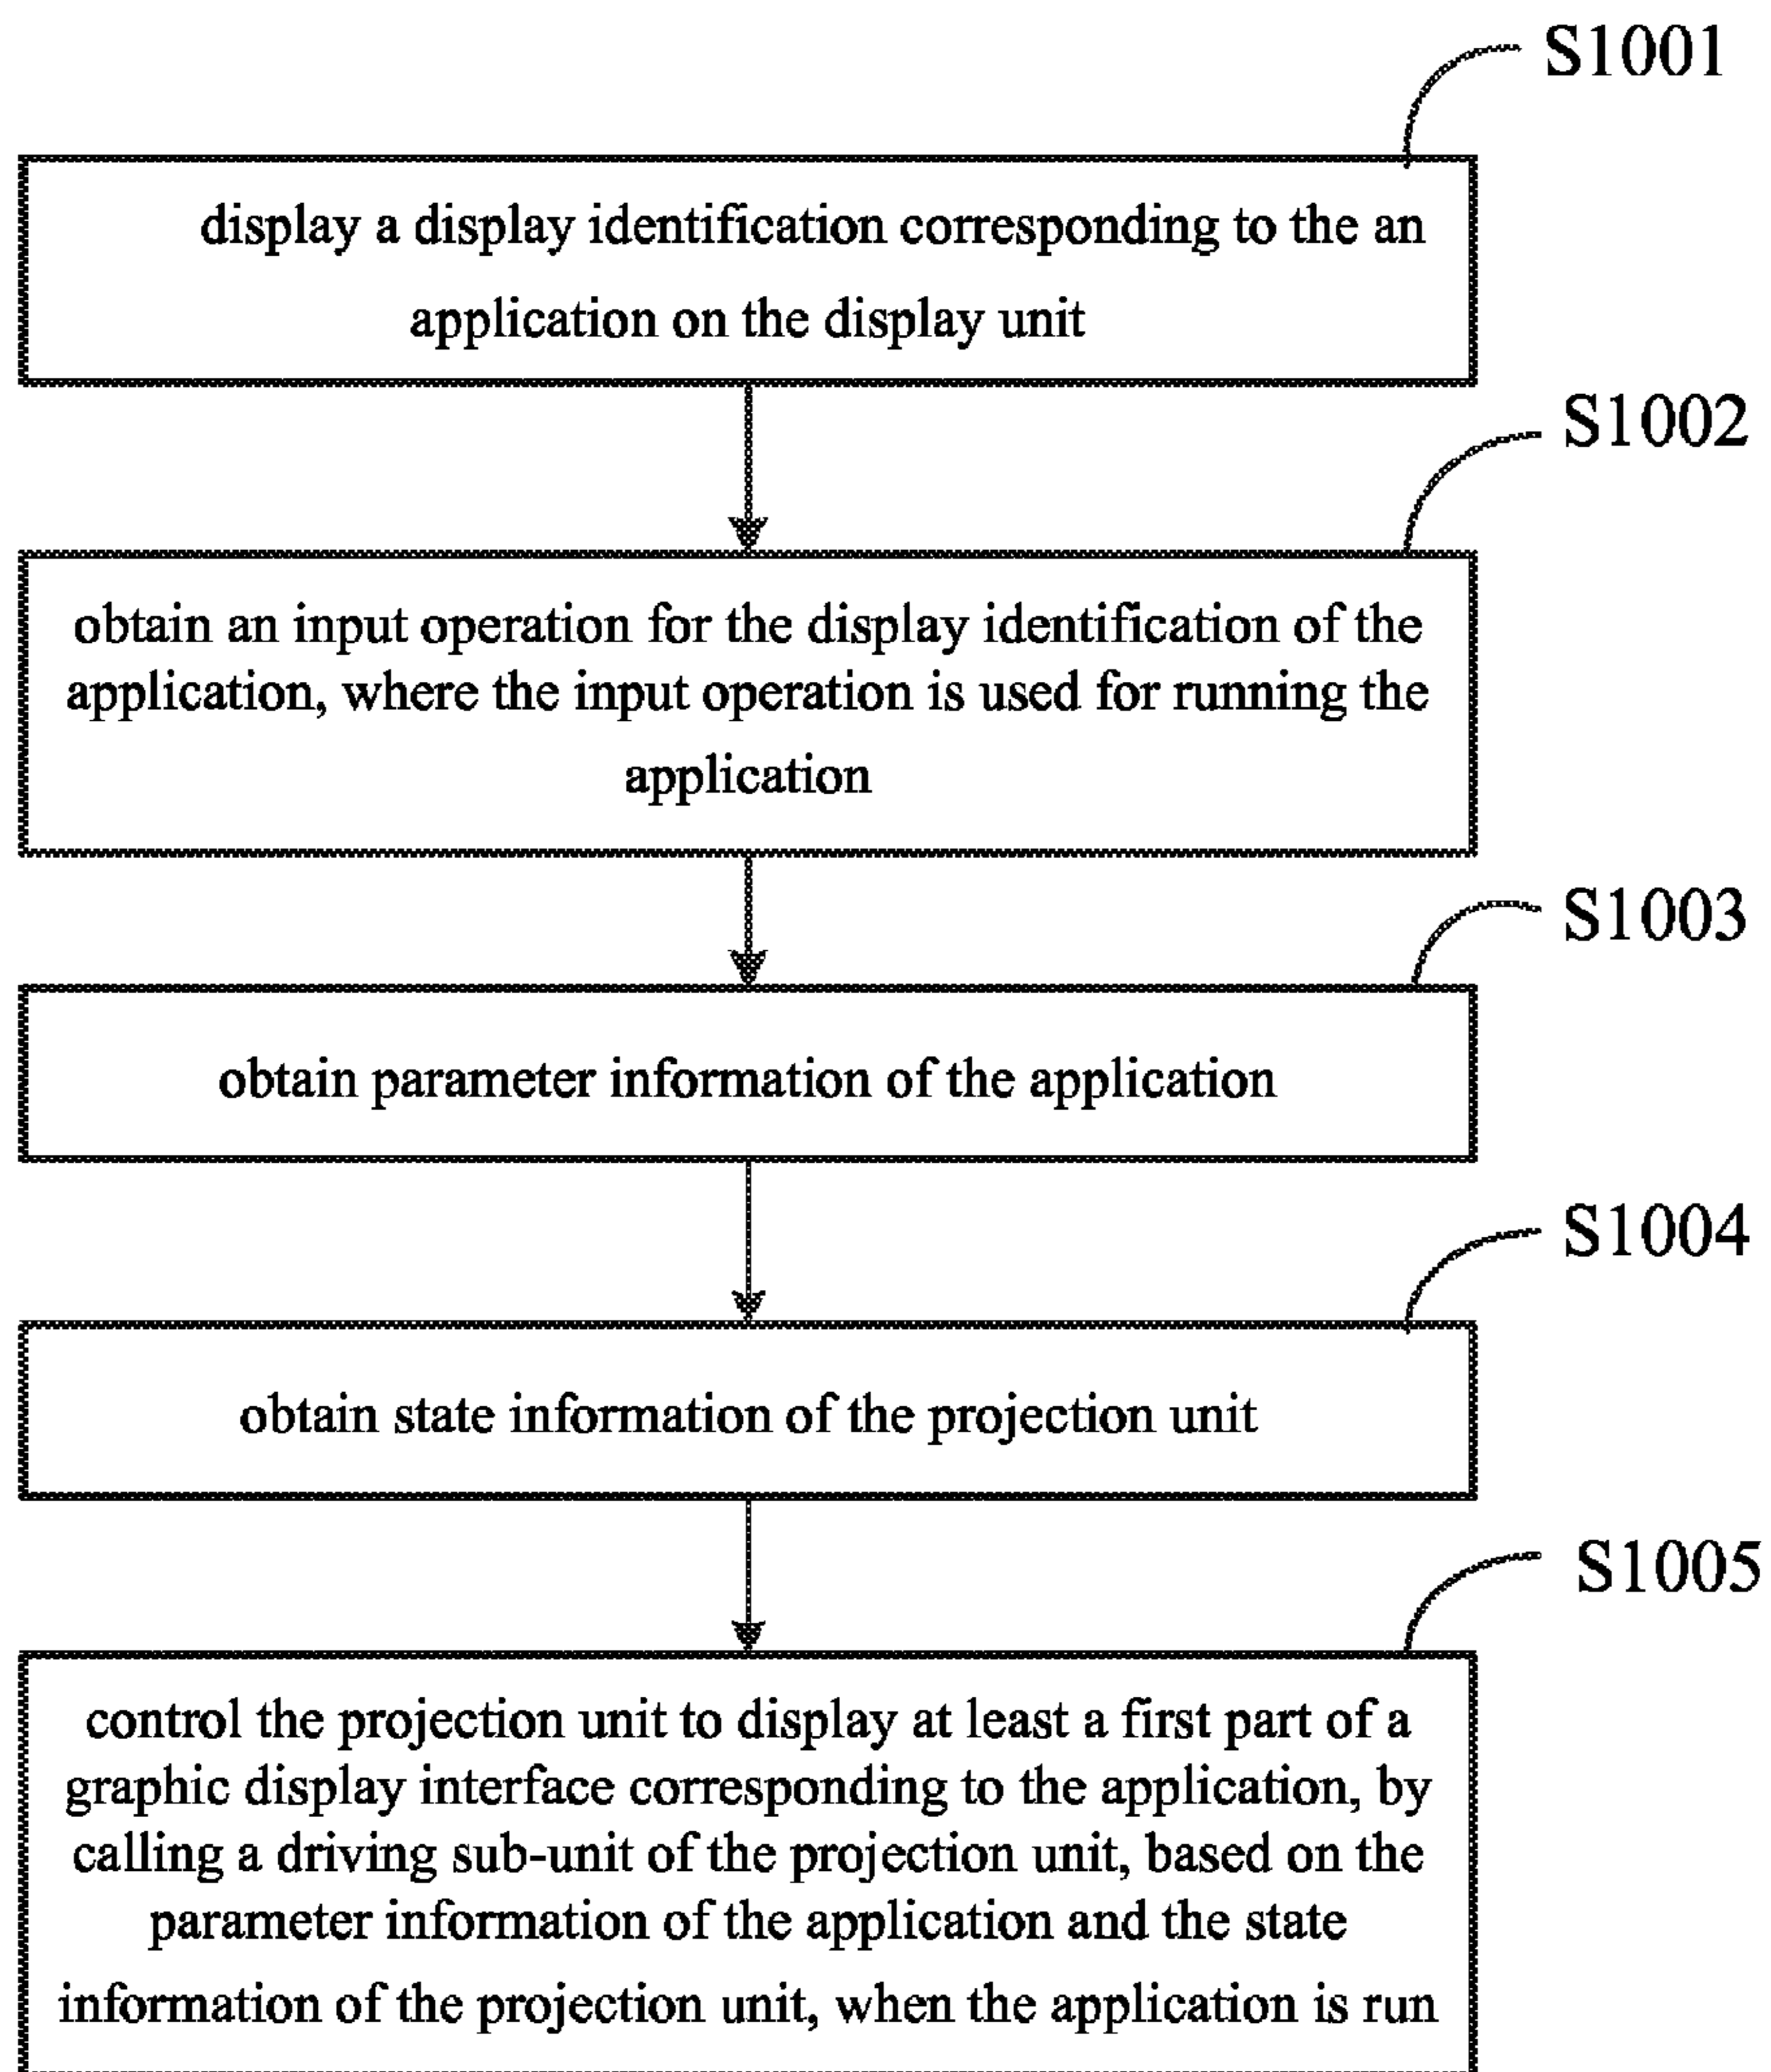 S1001
display a display identification corresponding to the an
application on the display unit
S1002
obtain an input operation for the display identification of the
application, where the input operation is used for running the
application
S1003
obtain parameter information of the application
S1004
obtain state information of the projection unit
S1005
control the projection unit to display at least a first part of a
graphic display interface corresponding to the application, by
calling a driving sub-unit of the projection unit, based on the
parameter information of the application and the state
information of the projection unit, when the application is run